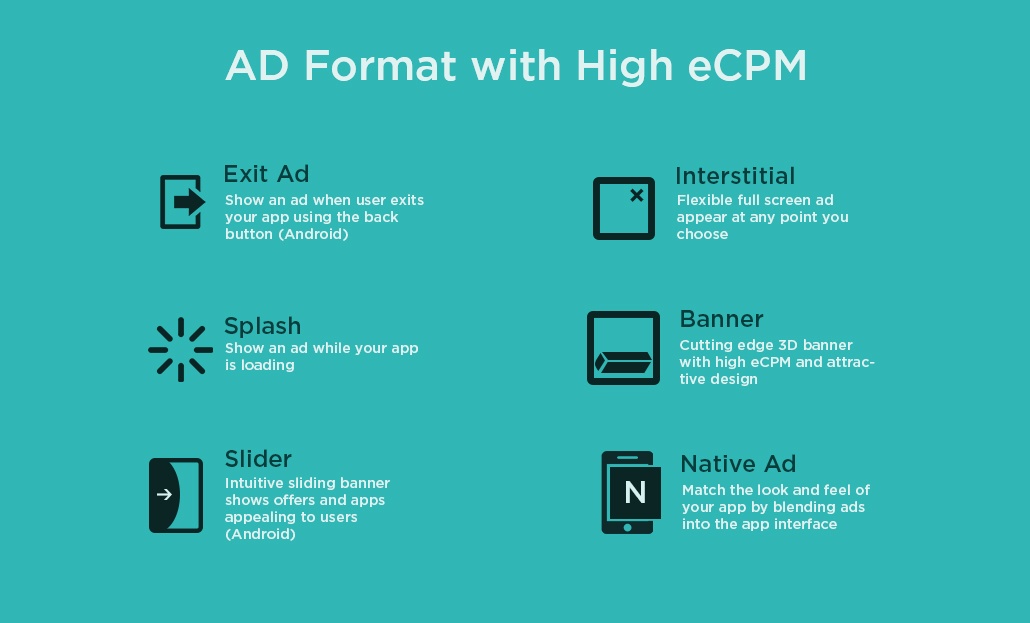 AD Format with High eCPM
Exit Ad
Show an ad when user exits
your app using the back
button (Android)
Interstitial
Flexible full screen ad
appear at any point you
choose
Splash
Show an ad while your app
is loading
Banner
Cutting edge 3D banner
with high eCPM and attrac-
tive design
Slider
Intuitive sliding banner
shows offers and apps
appealing to users
(Android)
N
Native Ad
Match the look and feel of
your app by blending ads
into the app interface